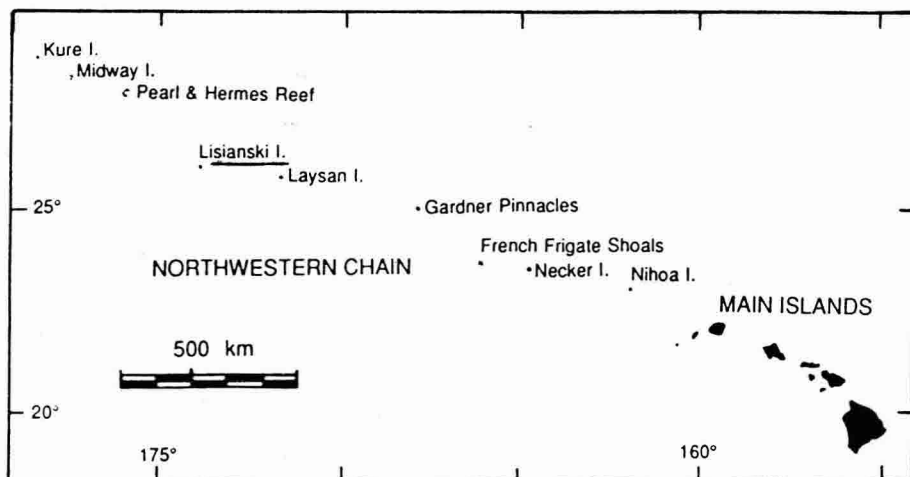 Kure I.
Midway I.
Pearl & Hermes Reef
Lisianski I.
Laysan I.
25°
Gardner Pinnacles
French Frigate Shoals
NORTHWESTERN CHAIN
Necker I.
Nihoa I.
MAIN ISLANDS
500 km
20°
175°
160°